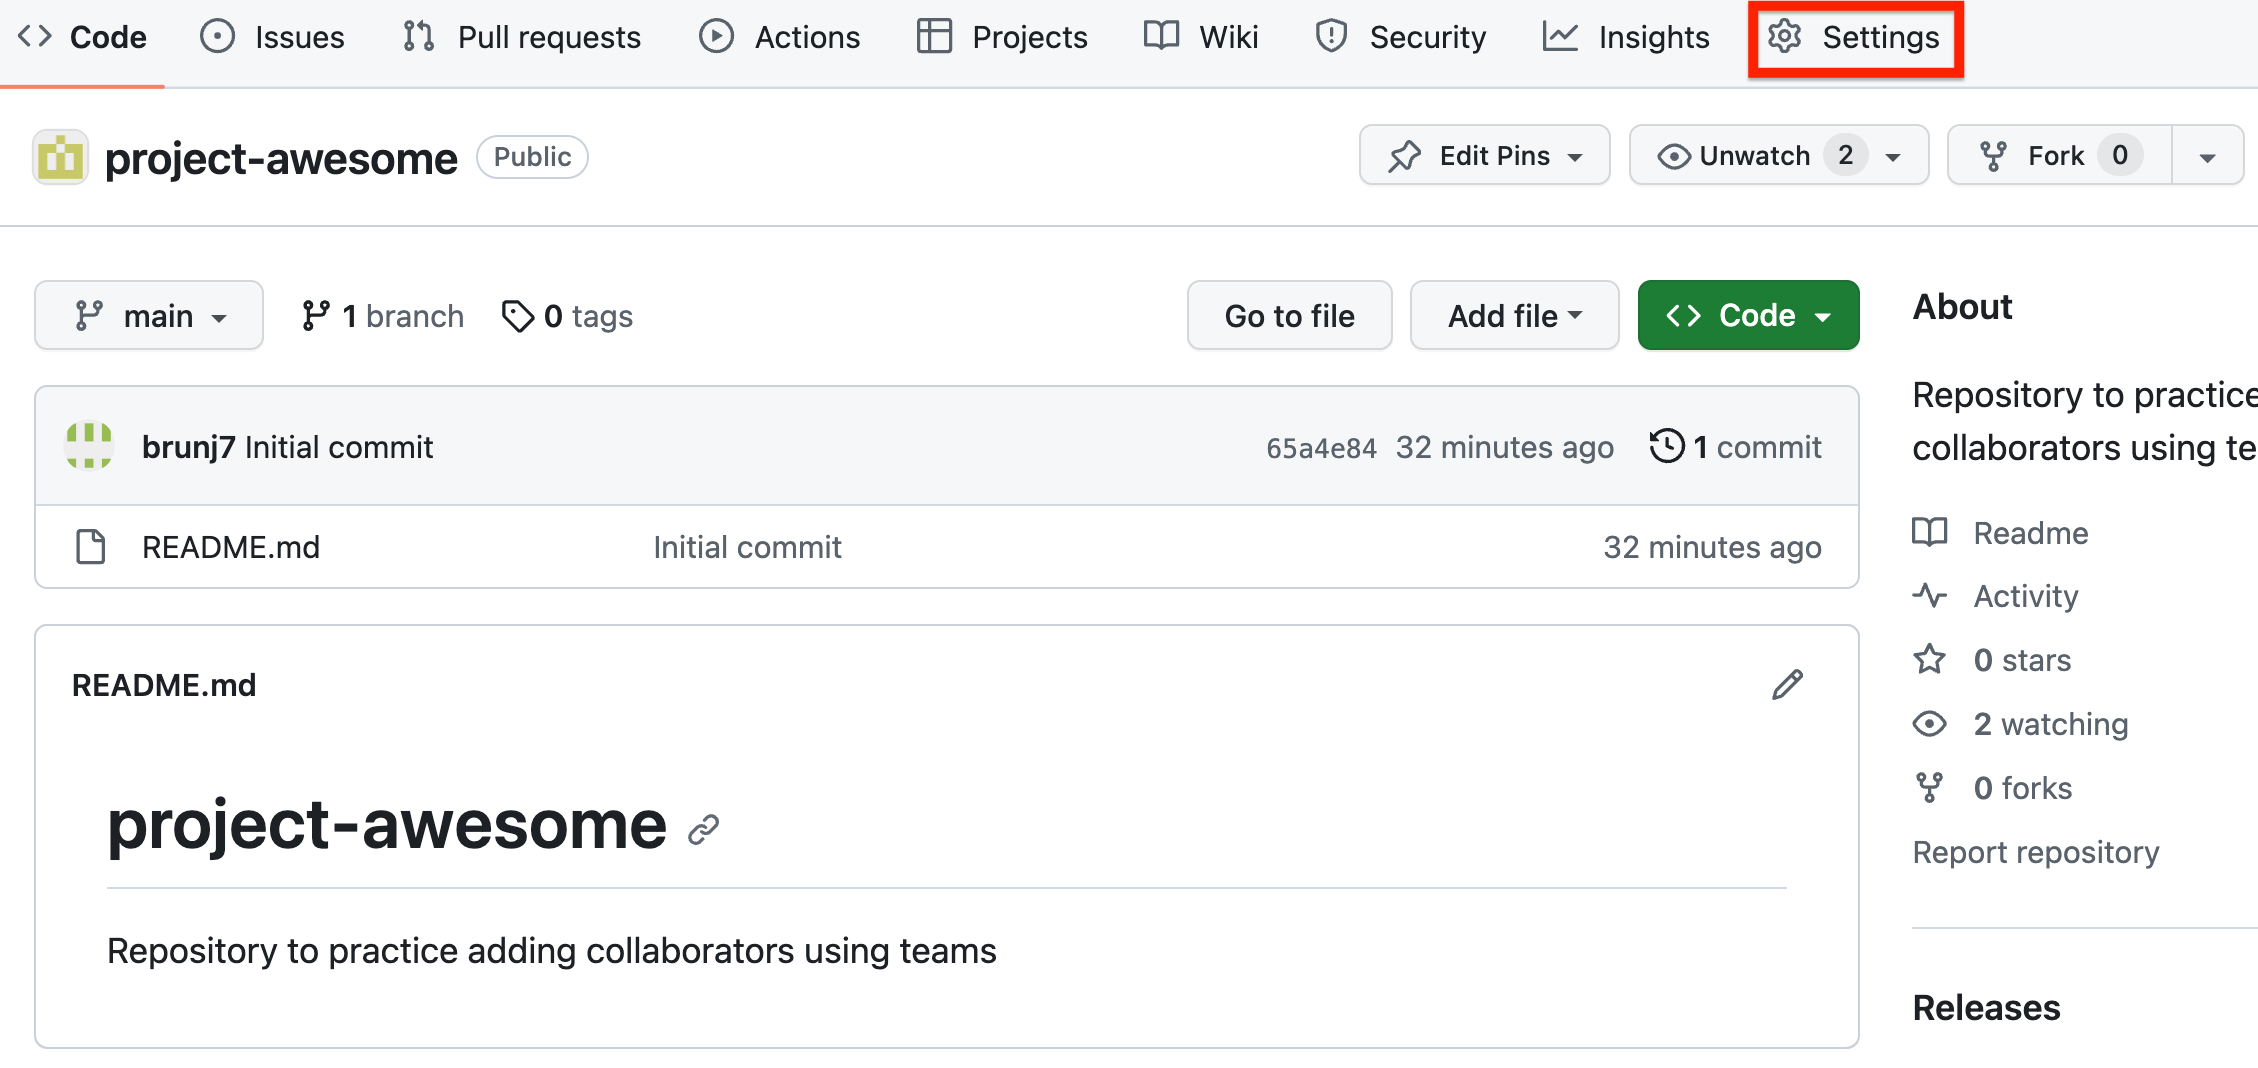 Code Issues Pull requests Actions Projects Wiki Security Insights Settings
project-awesome Public Edit Pins Unwatch 2 Fork 0
main 1 branch 0 tags Go to file Add file Code
About
Repository to practice
collaborators using te
brunj7 Initial commit 65a4e84 32 minutes ago 1 commit
README.md Initial commit 32 minutes ago
Readme
Activity
0 stars
2 watching
0 forks
Report repository
README.md
project-awesome
Repository to practice adding collaborators using teams
Releases